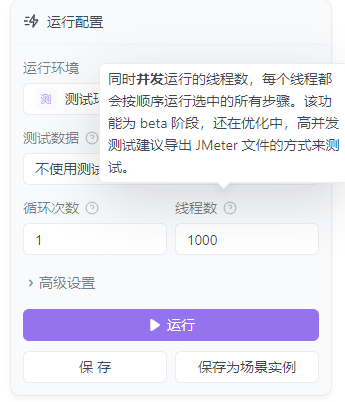 运行配置
运行环境
测 测试环
同时并发运行的线程数，每个线程都
会按顺序运行选中的所有步骤。该功
能为 beta 阶段，还在优化中，高并发
测试建议导出 JMeter 文件的方式来测
试。
测试数据
不使用测试
循环次数 线程数
1 1000
高级设置
运行
保 存 保存为场景实例